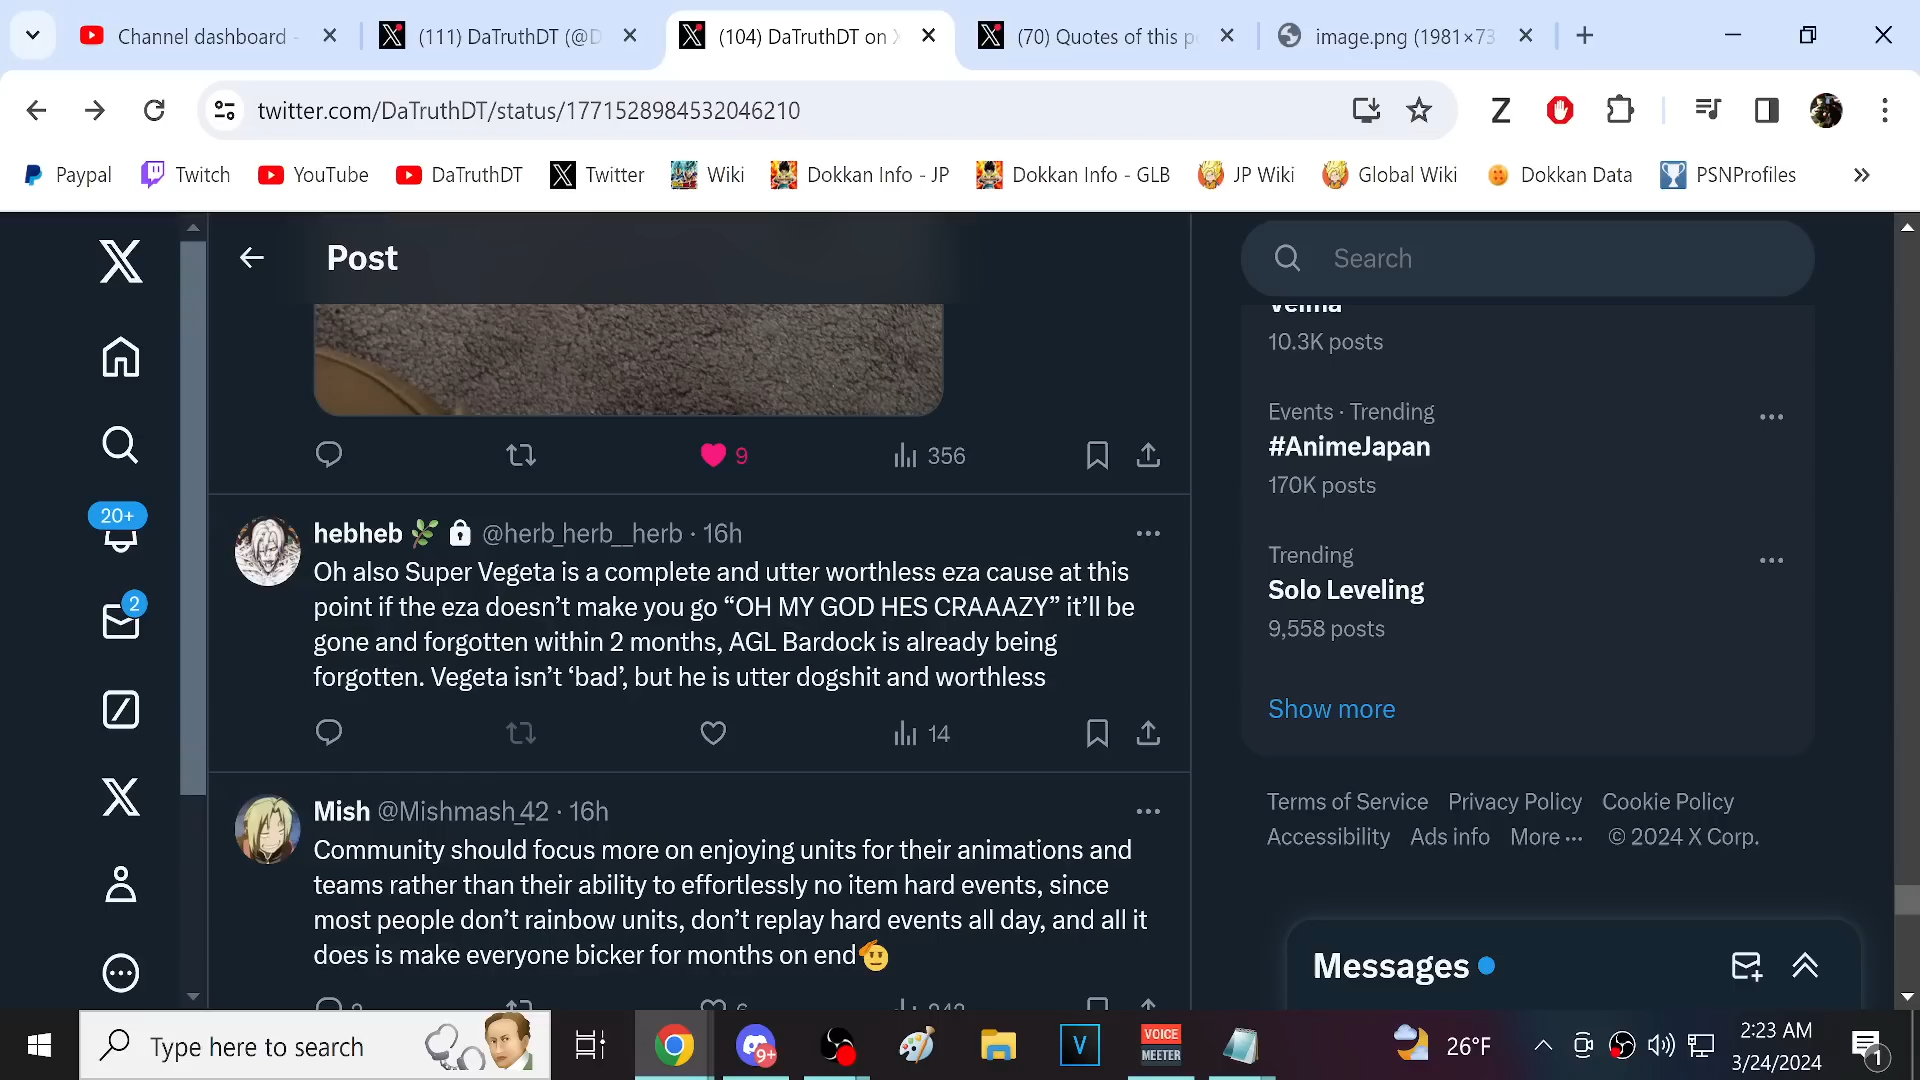 Channel dashboard -
(111) DaTruthDT (@D
(104) DaTruthDT on X
(70) Quotes of this p
image.png (1981×73
twitter.com/DaTruthDT/status/1771528984532046210
Paypal
Twitch
YouTube
DaTruthDT
Twitter
Wiki
Dokkan Info - JP
Dokkan Info - GLB
JP Wiki
Global Wiki
Dokkan Data
PSNProfiles
Post
Search
Velma
10.3K posts
Events · Trending
#AnimeJapan
170K posts
Trending
Solo Leveling
9,558 posts
Show more
Terms of Service Privacy Policy Cookie Policy
Accessibility Ads info More ··· © 2024 X Corp.
Messages
20+
2
9
356
hebheb @herb_herb__herb · 16h
Oh also Super Vegeta is a complete and utter worthless eza cause at this
point if the eza doesn’t make you go “OH MY GOD HES CRAAAZY” it’ll be
gone and forgotten within 2 months, AGL Bardock is already being
forgotten. Vegeta isn’t ‘bad’, but he is utter dogshit and worthless
14
Mish @Mishmash_42 · 16h
Community should focus more on enjoying units for their animations and
teams rather than their ability to effortlessly no item hard events, since
most people don’t rainbow units, don’t replay hard events all day, and all it
does is make everyone bicker for months on end
Type here to search
9+
V
VOICE
MEETER
26°F
2:23 AM
3/24/2024
1